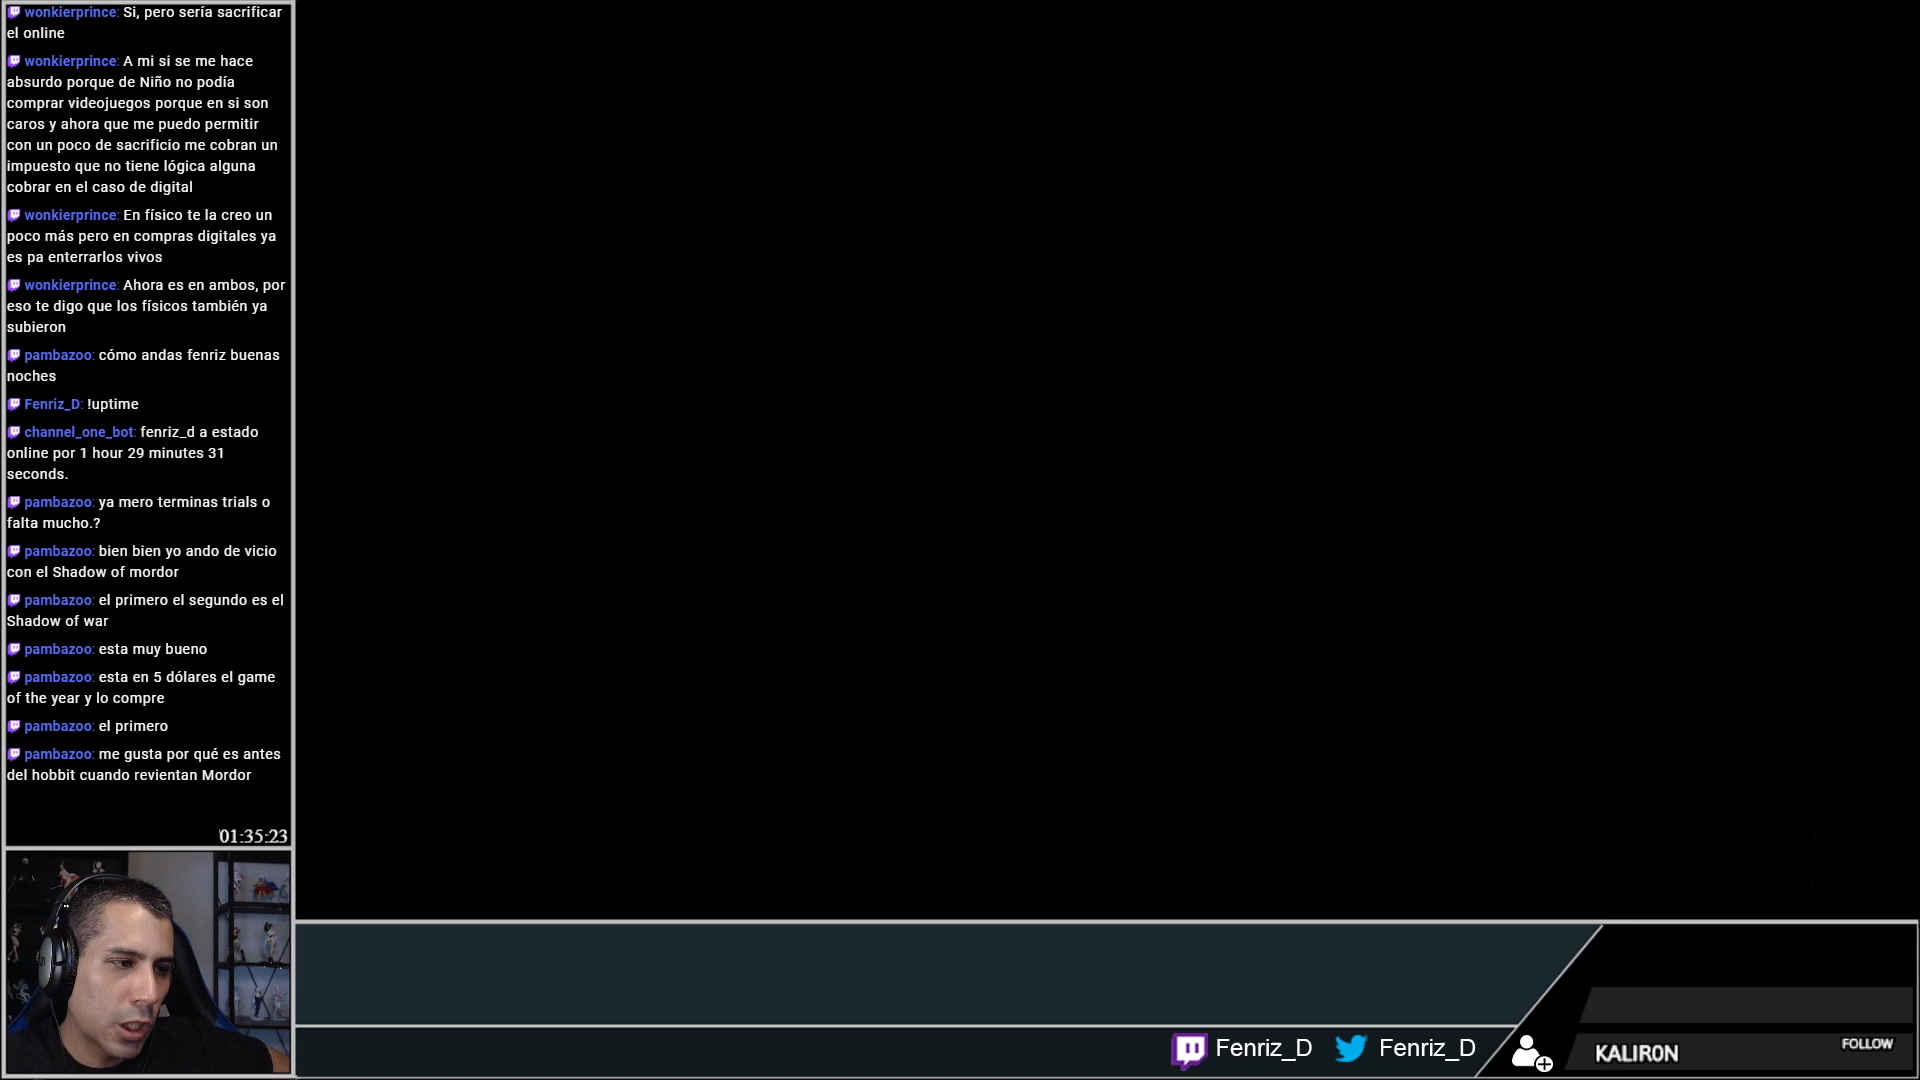 wonkierprince: Si, pero sería sacrificar
el online
wonkierprince: A mi si se me hace
absurdo porque de Niño no podía
comprar videojuegos porque en si son
caros y ahora que me puedo permitir
con un poco de sacrificio me cobran un
impuesto que no tiene lógica alguna
cobrar en el caso de digital
wonkierprince: En físico te la creo un
poco más pero en compras digitales ya
es pa enterrarlos vivos
wonkierprince: Ahora es en ambos, por
eso te digo que los físicos también ya
subieron
pambazoo: cómo andas fenriz buenas
noches
Fenriz_D: !uptime
channel_one_bot: fenriz_d a estado
online por 1 hour 29 minutes 31
seconds.
pambazoo: ya mero terminas trials o
falta mucho.?
pambazoo: bien bien yo ando de vicio
con el Shadow of mordor
pambazoo: el primero el segundo es el
Shadow of war
pambazoo: esta muy bueno
pambazoo: esta en 5 dólares el game
of the year y lo compre
pambazoo: el primero
pambazoo: me gusta por qué es antes
del hobbit cuando revientan Mordor
01:35:23
Fenriz_D Fenriz_D
KALIR0N FOLLOW